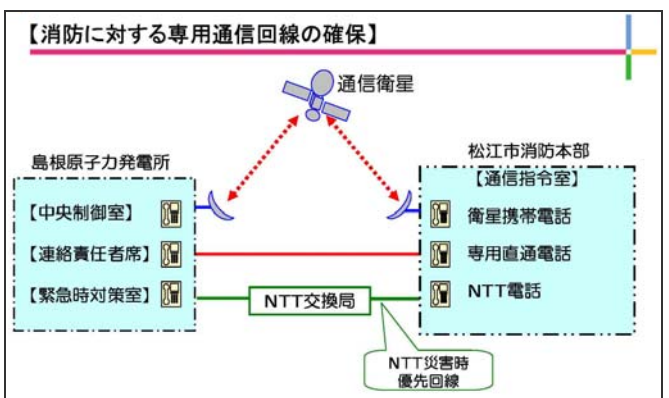 【消防に対する専用通信回線の確保】
通信衛星
島根原子力発電所
【中央制御室】
【連絡責任者席】
【緊急時対策室】
松江市消防本部
【通信指令室】
衛星携帯電話
専用直通電話
NTT電話
NTT交換局
NTT災害時
優先回線